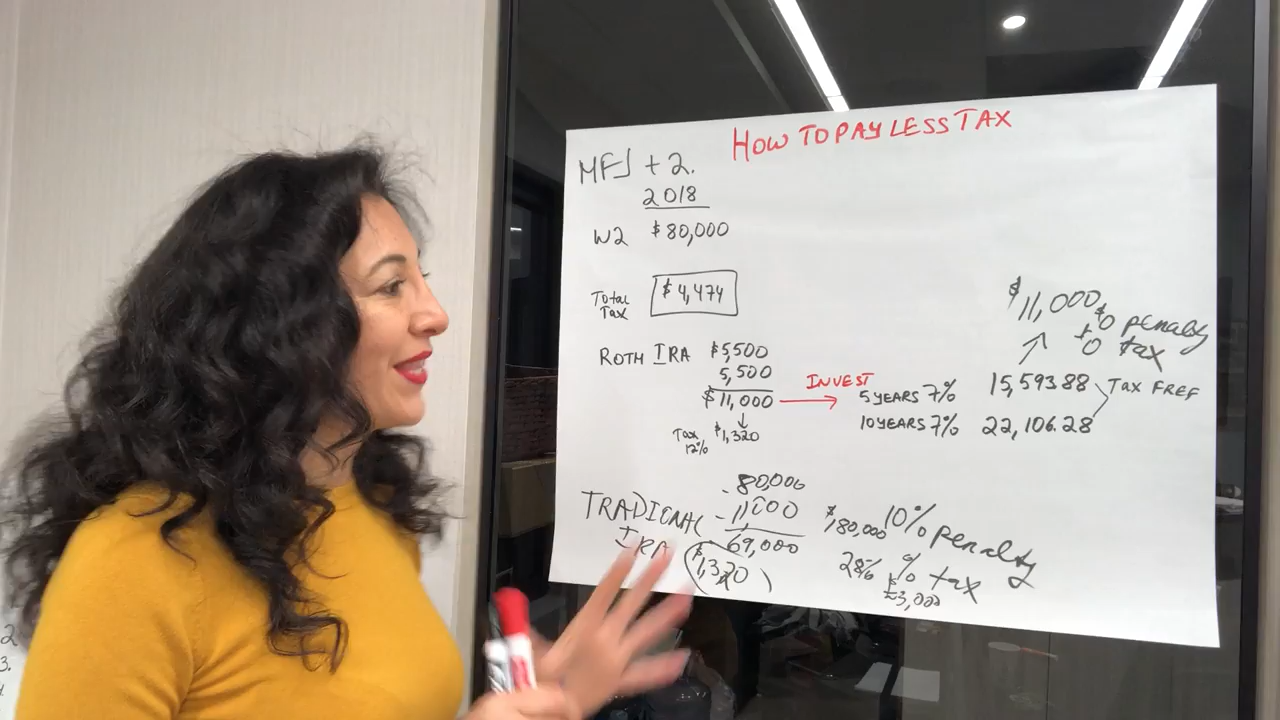 HOW TO PAY LESS TAX
MFJ + 2.
2018
W2 $80,000
Total Tax $4,474
ROTH IRA $5,500
5,500
$11,000
Tax 12% $1,320
INVEST
5 YEARS 7% 15,593.88
10 YEARS 7% 22,106.28
TAX FREE
$11,000
$0 penalty
$0 tax
TRADIONAL IRA
80,000
- 11,000
69,000
$1,320
$180,000 10% penalty
28% % tax
$3,000
2
3.